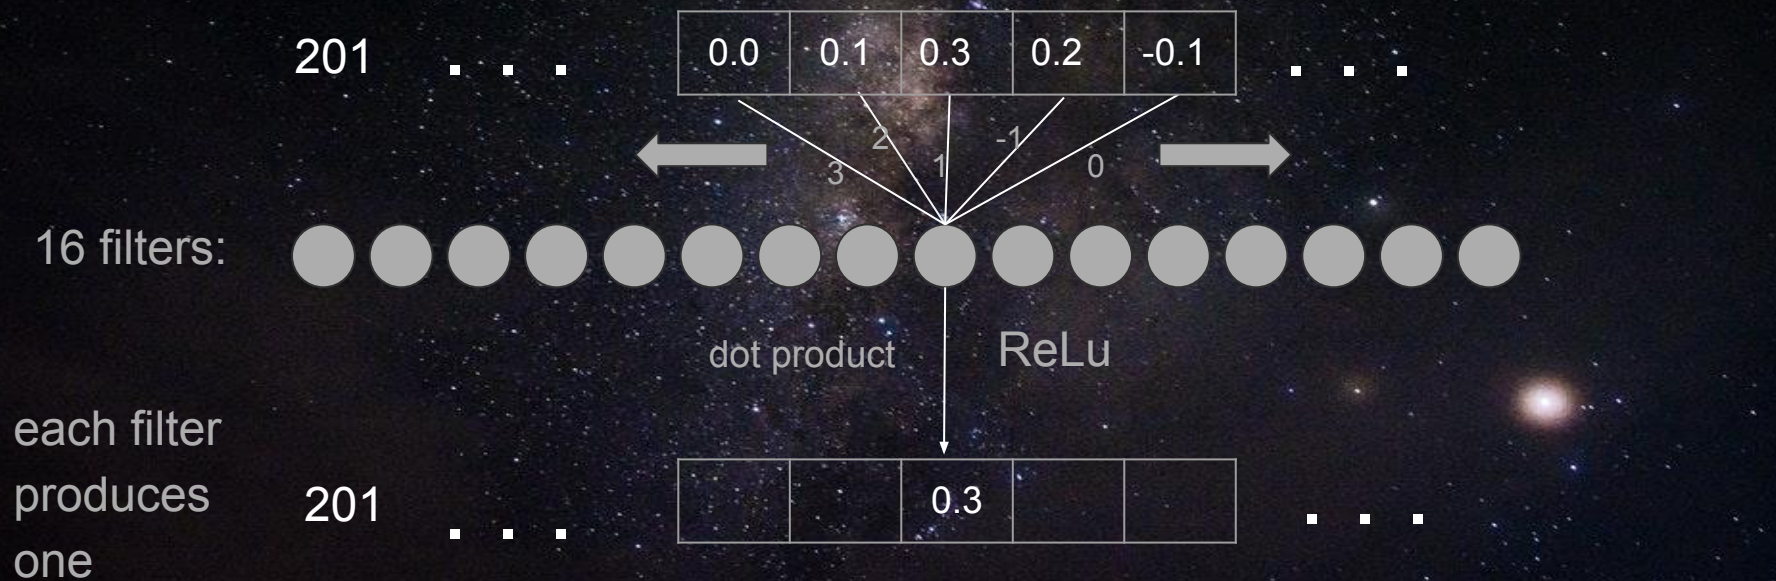 201 . . . 0.0 0.1 0.3 0.2 -0.1 . . .
2 -1
3 1 0
16 filters:
dot product ReLu
each filter
produces
one
201 . . . 0.3 . . .